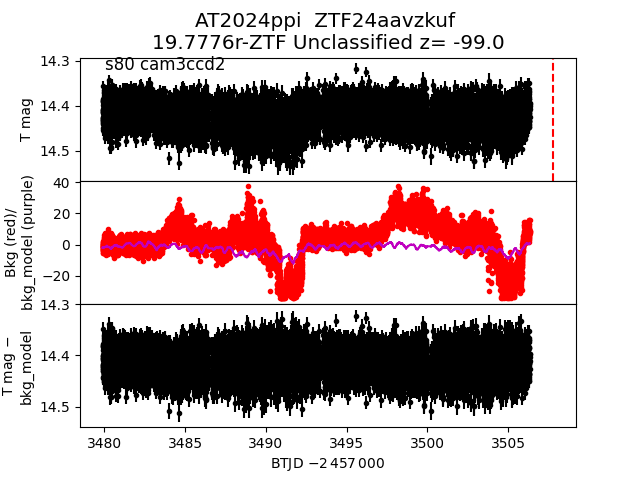 AT2024ppi  ZTF24aavzkuf
19.7776r-ZTF Unclassified z= -99.0
s80 cam3ccd2
14.3
14.4
14.5
T mag
40
20
0
−20
Bkg (red)/
bkg_model (purple)
14.3
14.4
14.5
T mag −
bkg_model
3480 3485 3490 3495 3500 3505
BTJD −2 457 000